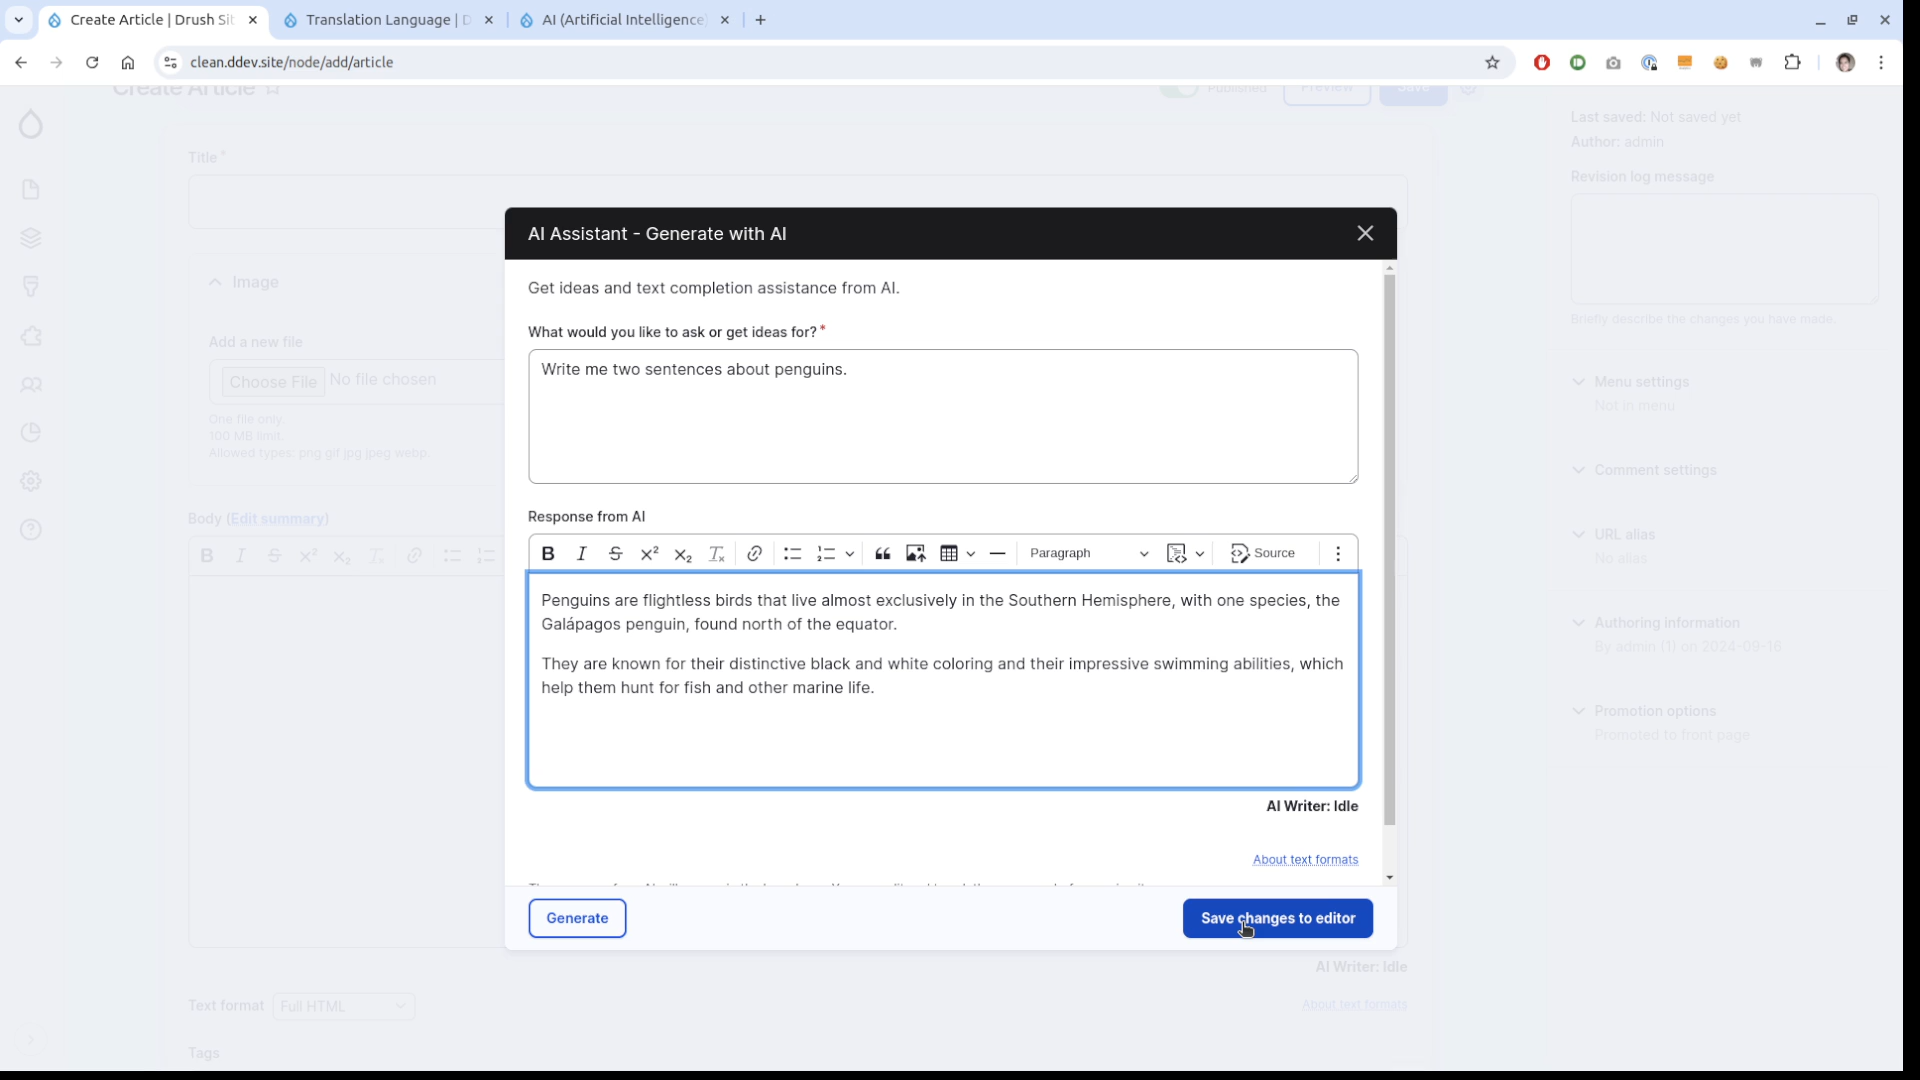 Create Article | Drush Sit
Translation Language | D
AI (Artificial Intelligence)
clean.ddev.site/node/add/article
Create Article
Published
Preview
Save
Last saved: Not saved yet
Author: admin
Title *
Revision log message
Briefly describe the changes you have made.
Image
Add a new file
Choose File No file chosen
One file only.
100 MB limit.
Allowed types: png gif jpg jpeg webp.
Body (Edit summary)
AI Assistant - Generate with AI
Get ideas and text completion assistance from AI.
What would you like to ask or get ideas for? *
Write me two sentences about penguins.
Response from AI
Paragraph
Source
Penguins are flightless birds that live almost exclusively in the Southern Hemisphere, with one species, the
Galápagos penguin, found north of the equator.
They are known for their distinctive black and white coloring and their impressive swimming abilities, which
help them hunt for fish and other marine life.
AI Writer: Idle
About text formats
Generate
Save changes to editor
Menu settings
Not in menu
Comment settings
URL alias
No alias
Authoring information
By admin (1) on 2024-09-16
Promotion options
Promoted to front page
AI Writer: Idle
Text format Full HTML
About text formats
Tags